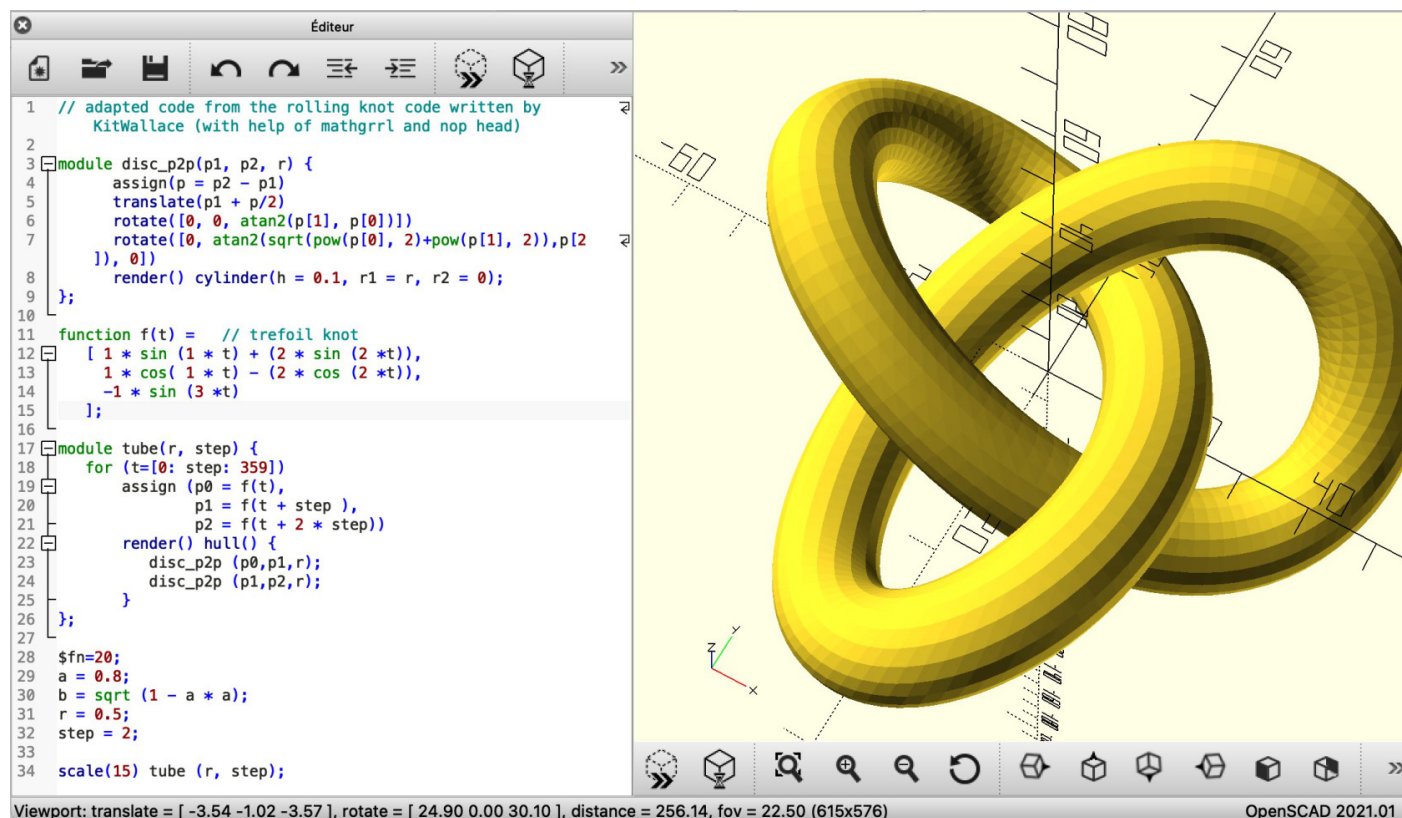 Éditeur
1 // adapted code from the rolling knot code written by
KitWallace (with help of mathgrrl and nop head)
2
3 module disc_p2p(p1, p2, r) {
4 assign(p = p2 - p1)
5 translate(p1 + p/2)
6 rotate([0, 0, atan2(p[1], p[0])])
7 rotate([0, atan2(sqrt(pow(p[0], 2)+pow(p[1], 2)),p[2
]), 0])
8 render() cylinder(h = 0.1, r1 = r, r2 = 0);
9 };
10
11 function f(t) = // trefoil knot
12 [ 1 * sin (1 * t) + (2 * sin (2 *t)),
13 1 * cos( 1 * t) - (2 * cos (2 *t)),
14 -1 * sin (3 *t)
15 ];
16
17 module tube(r, step) {
18 for (t=[0: step: 359])
19 assign (p0 = f(t),
20 p1 = f(t + step ),
21 p2 = f(t + 2 * step))
22 render() hull() {
23 disc_p2p (p0,p1,r);
24 disc_p2p (p1,p2,r);
25 }
26 };
27
28 $fn=20;
29 a = 0.8;
30 b = sqrt (1 - a * a);
31 r = 0.5;
32 step = 2;
33
34 scale(15) tube (r, step);
-60
Z
Y
X
Viewport: translate = [ -3.54 -1.02 -3.57 ], rotate = [ 24.90 0.00 30.10 ], distance = 256.14, fov = 22.50 (615x576)
OpenSCAD 2021.01